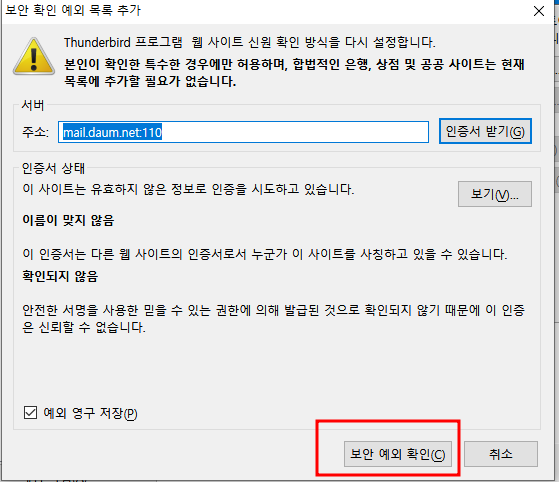 보안 확인 예외 목록 추가
Thunderbird 프로그램 웹 사이트 신원 확인 방식을 다시 설정합니다.
본인이 확인한 특수한 경우에만 허용하며, 합법적인 은행, 상점 및 공공 사이트는 현재
목록에 추가할 필요가 없습니다.
서버
주소: mail.daum.net:110 인증서 받기(G)
인증서 상태
이 사이트는 유효하지 않은 정보로 인증을 시도하고 있습니다. 보기(V)...
이름이 맞지 않음
이 인증서는 다른 웹 사이트의 인증서로서 누군가 이 사이트를 사칭하고 있을 수 있습니다.
확인되지 않음
안전한 서명을 사용한 믿을 수 있는 권한에 의해 발급된 것으로 확인되지 않기 때문에 이 인증
은 신뢰할 수 없습니다.
예외 영구 저장(P)
보안 예외 확인(C) 취소